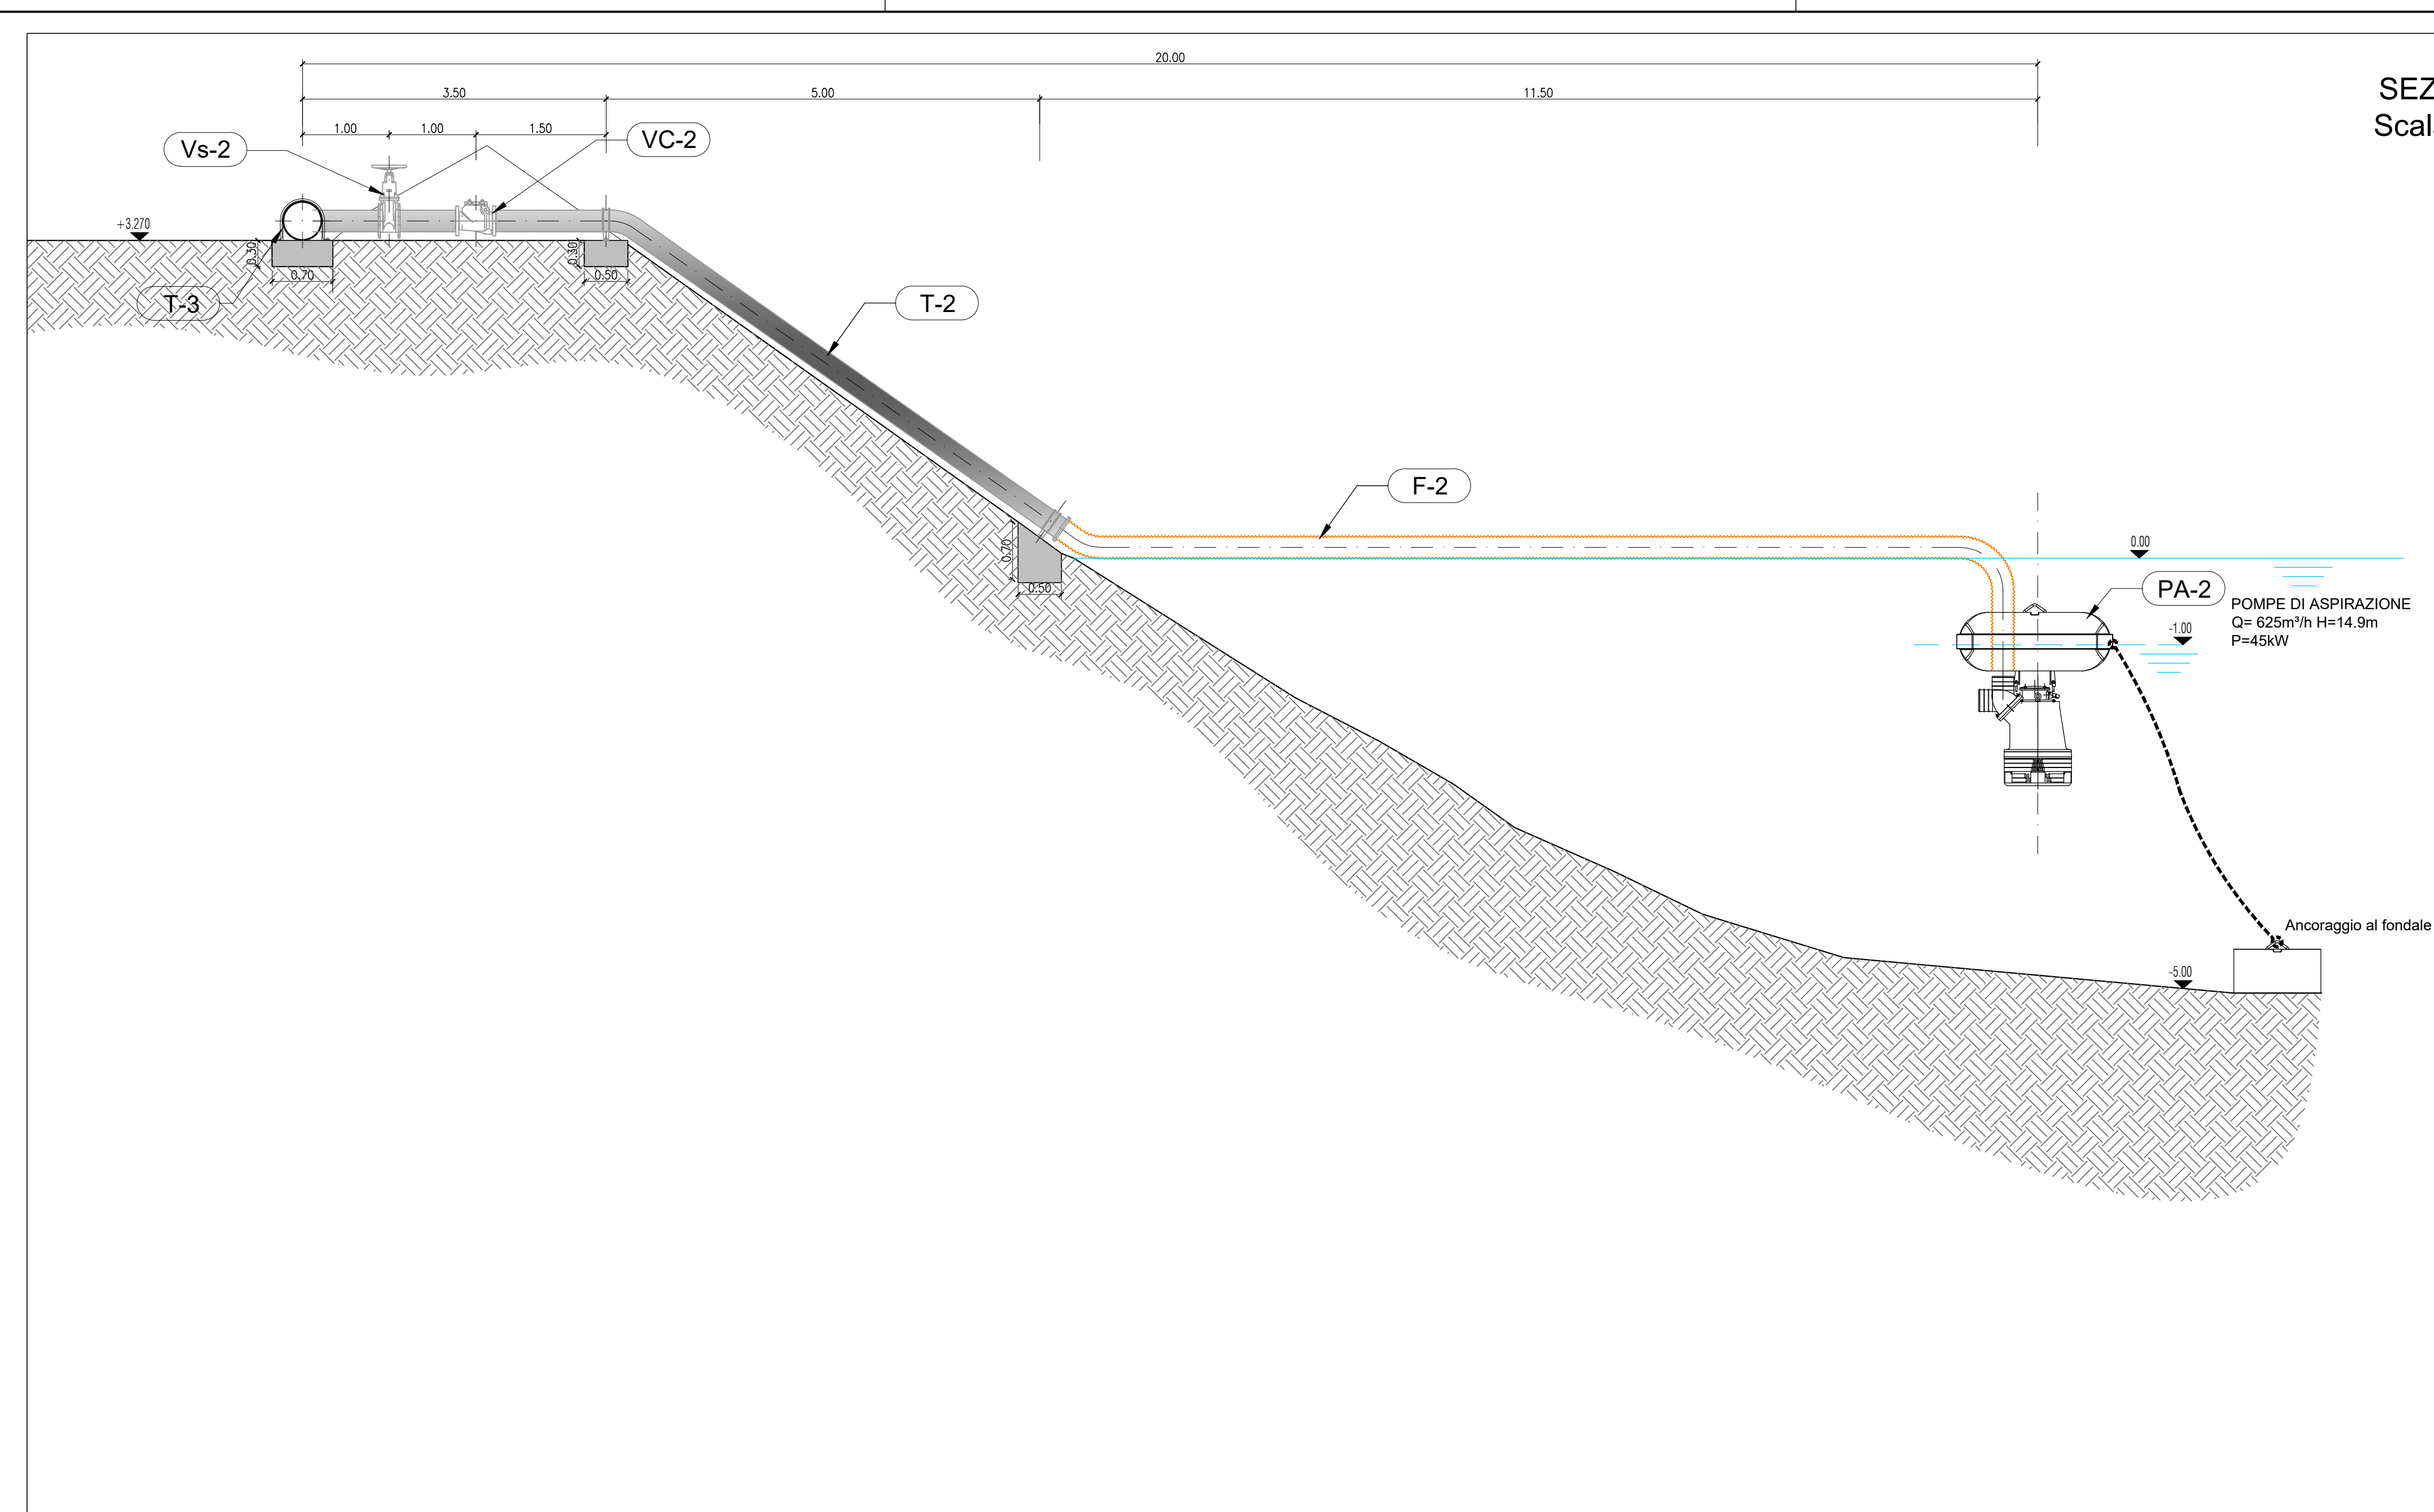 20.00
SEZ
3.50
5.00
11.50
Scal
1.00
1.00
1.50
Vs-2
VC-2
+3.270
0.30
0.30
0.70
0.50
T-3
T-2
F-2
0.70
0.50
0.00
PA-2
POMPE DI ASPIRAZIONE
Q= 625m³/h H=14.9m
P=45kW
-1.00
Ancoraggio al fondale
-5.00